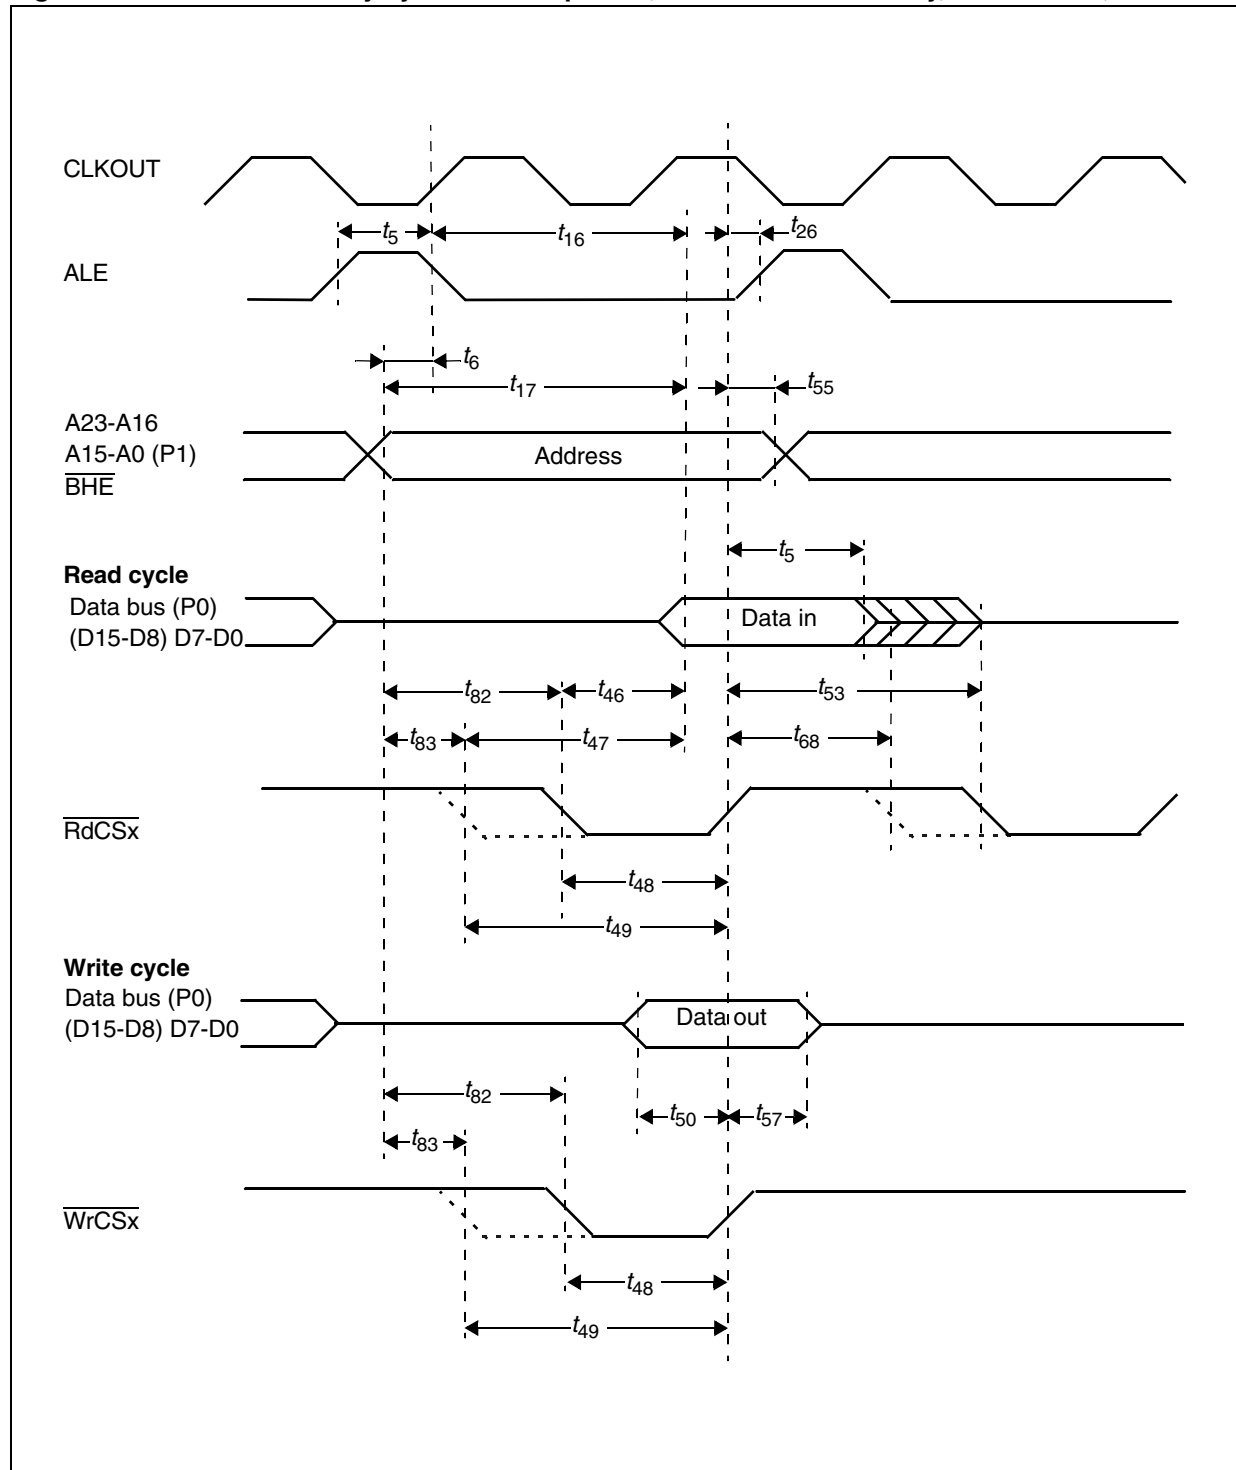 CLKOUT
t5
t16
t26
ALE
t6
t17
t55
A23-A16
A15-A0 (P1)
Address
BHE
t5
Read cycle
Data bus (P0)
Data in
(D15-D8) D7-D0
t82
t46
t53
t83
t47
t68
RdCSx
t48
t49
Write cycle
Data bus (P0)
Data out
(D15-D8) D7-D0
t82
t50
t57
t83
WrCSx
t48
t49